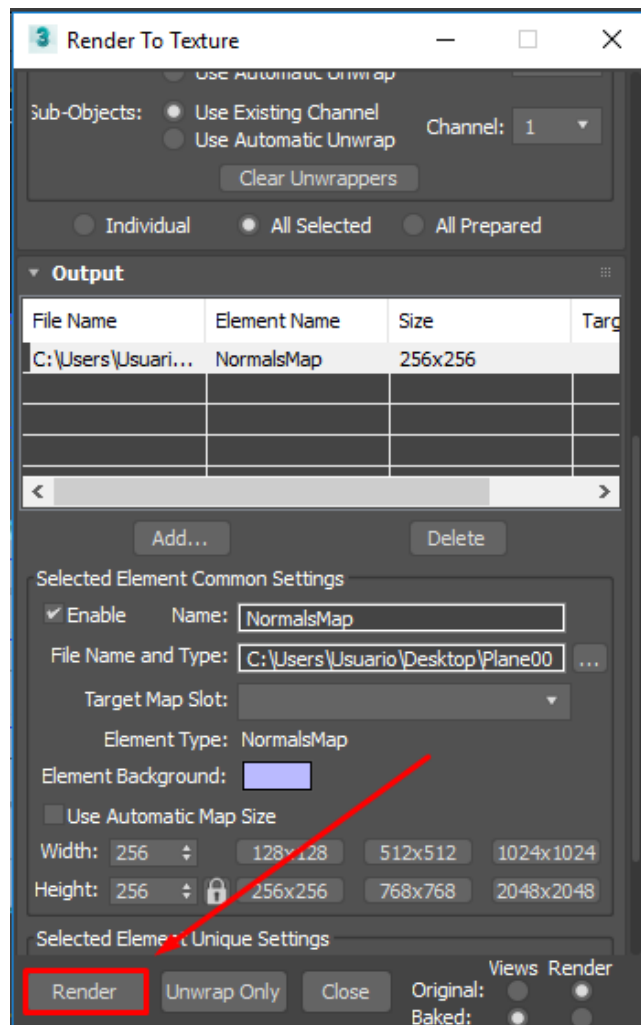 Render To Texture
Use Automatic Unwrap
Sub-Objects: Use Existing Channel
Use Automatic Unwrap
Channel: 1
Clear Unwrappers
Individual All Selected All Prepared
Output
File Name Element Name Size Targ
C:\Users\Usuari... NormalsMap 256x256
Add... Delete
Selected Element Common Settings
Enable Name: NormalsMap
File Name and Type: C:\Users\Usuario\Desktop\Plane00 ...
Target Map Slot:
Element Type: NormalsMap
Element Background:
Use Automatic Map Size
Width: 256 128x128 512x512 1024x1024
Height: 256 256x256 768x768 2048x2048
Selected Element Unique Settings
Views Render
Render Unwrap Only Close Original:
Baked: